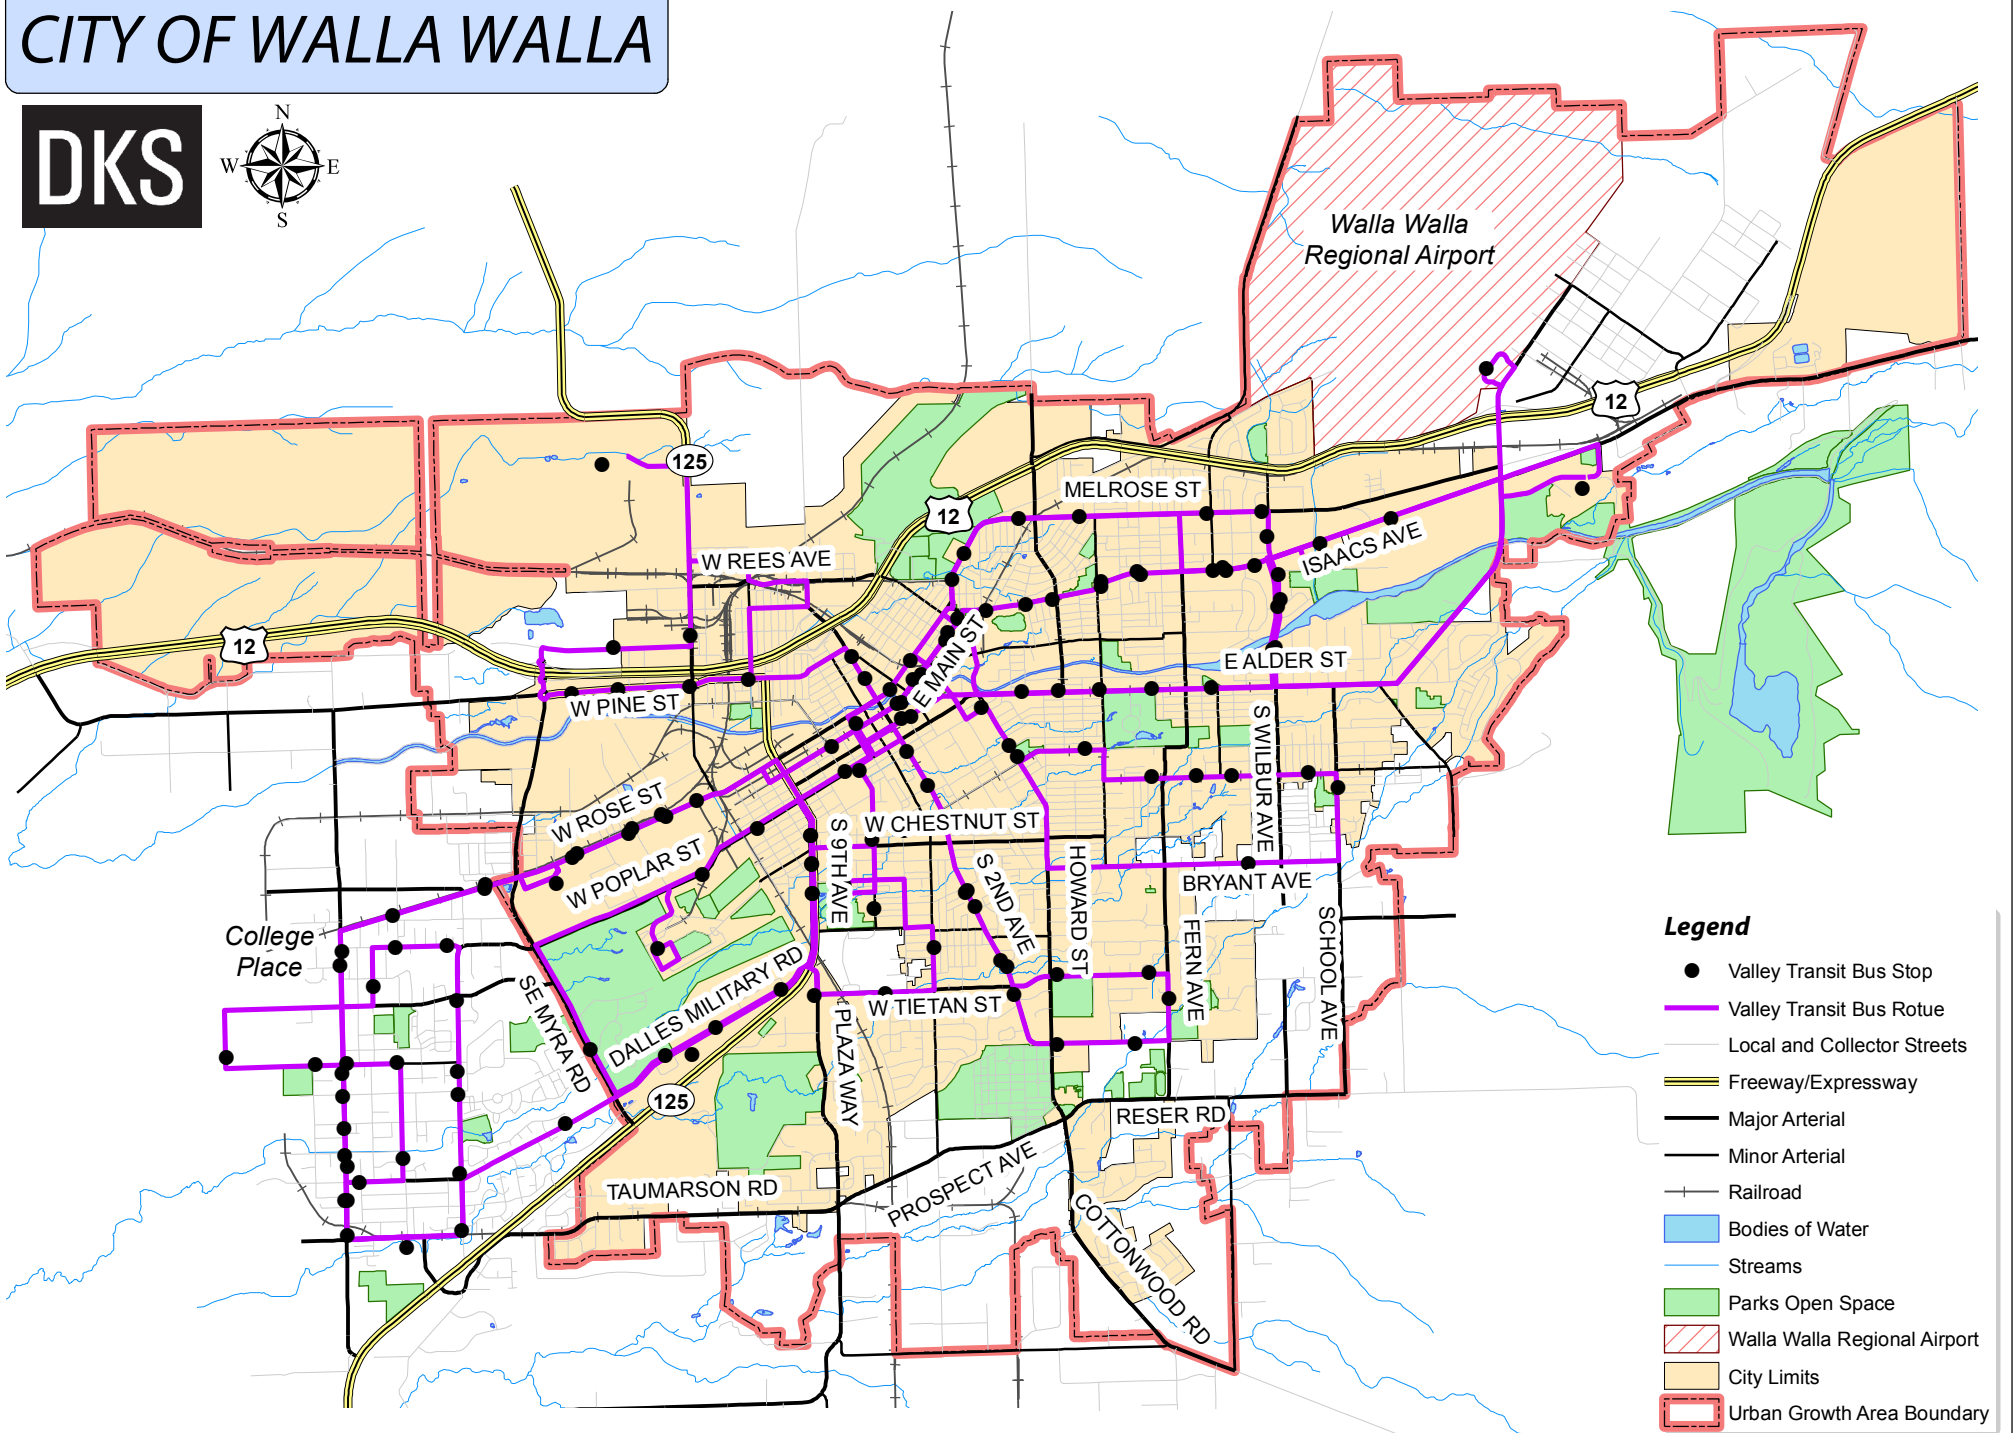 CITY OF WALLA WALLA
DKS
N
W
E
S
Walla Walla
Regional Airport
12
125
MELROSE ST
12
W REES AVE
ISAACS AVE
12
E MAIN ST
E ALDER ST
W PINE ST
S WILBUR AVE
W ROSE ST
W CHESTNUT ST
W POPLAR ST
S 9TH AVE
S 2ND AVE
HOWARD ST
BRYANT AVE
College
Place
FERN AVE
SCHOOL AVE
SE MYRA RD
DALLES MILITARY RD
W TIETAN ST
PLAZA WAY
125
RESER RD
PROSPECT AVE
TAUMARSON RD
COTTONWOOD RD
Legend
Valley Transit Bus Stop
Valley Transit Bus Rotue
Local and Collector Streets
Freeway/Expressway
Major Arterial
Minor Arterial
Railroad
Bodies of Water
Streams
Parks Open Space
Walla Walla Regional Airport
City Limits
Urban Growth Area Boundary